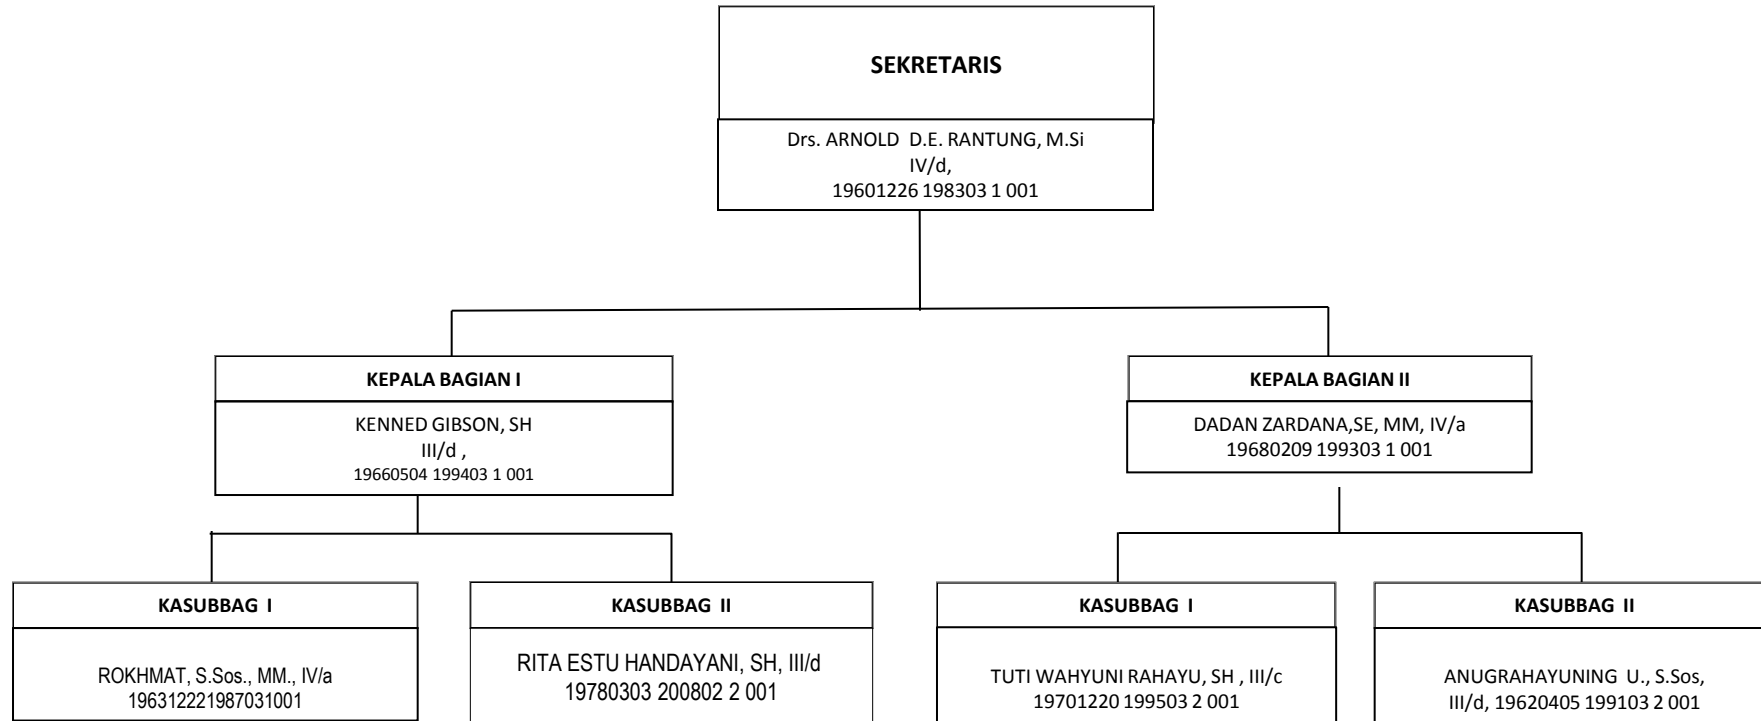 SEKRETARIS
Drs. ARNOLD D.E. RANTUNG, M.Si
IV/d,
19601226 198303 1 001
KEPALA BAGIAN I
KENNED GIBSON, SH
III/d ,
19660504 199403 1 001
KEPALA BAGIAN II
DADAN ZARDANA,SE, MM, IV/a
19680209 199303 1 001
KASUBBAG I
ROKHMAT, S.Sos., MM., IV/a
196312221987031001
KASUBBAG II
RITA ESTU HANDAYANI, SH, III/d
19780303 200802 2 001
KASUBBAG I
TUTI WAHYUNI RAHAYU, SH , III/c
19701220 199503 2 001
KASUBBAG II
ANUGRAHAYUNING U., S.Sos,
III/d, 19620405 199103 2 001